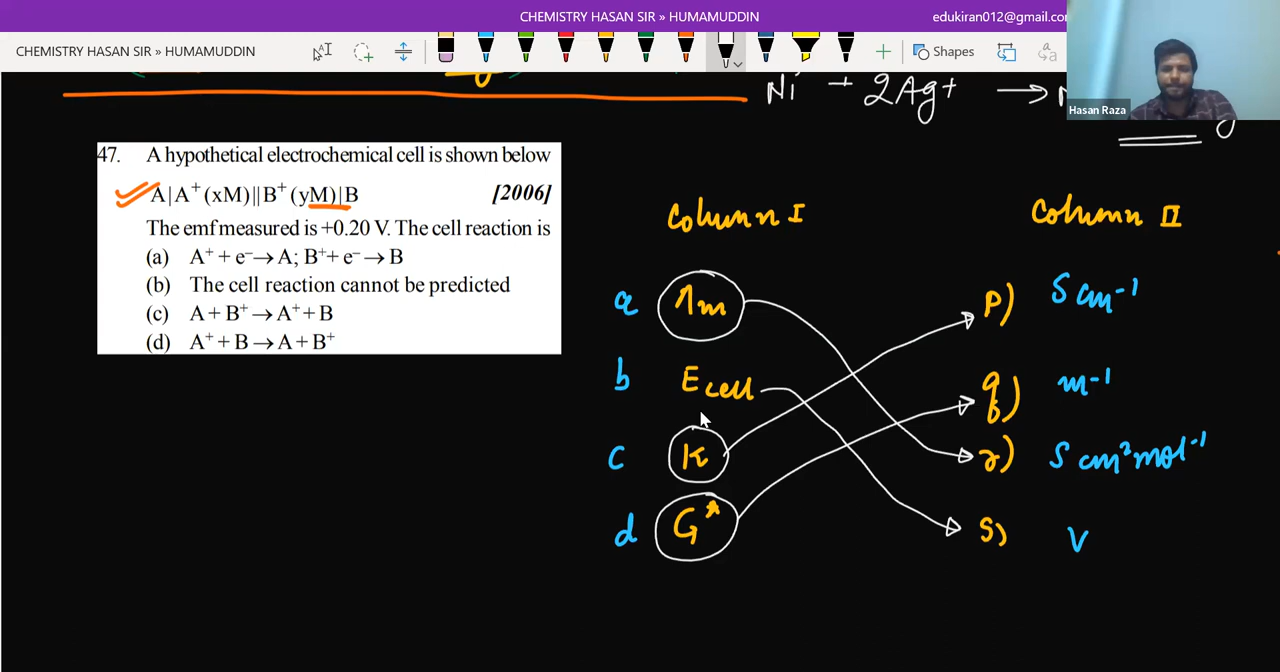 CHEMISTRY HASAN SIR » HUMAMUDDIN
edukiran012@gmail.co
CHEMISTRY HASAN SIR » HUMAMUDDIN
Shapes
Hasan Raza
Ni + 2Ag+ →
47. A hypothetical electrochemical cell is shown below
A|A⁺(xM)||B⁺(yM)|B [2006]
The emf measured is +0.20 V. The cell reaction is
(a) A⁺ + e⁻ → A; B⁺ + e⁻ → B
(b) The cell reaction cannot be predicted
(c) A + B⁺ → A⁺ + B
(d) A⁺ + B → A + B⁺
Column I Column II
a Λm p) S cm⁻¹
b Ecell q) m⁻¹
c K r) S cm² mol⁻¹
d G* S) V